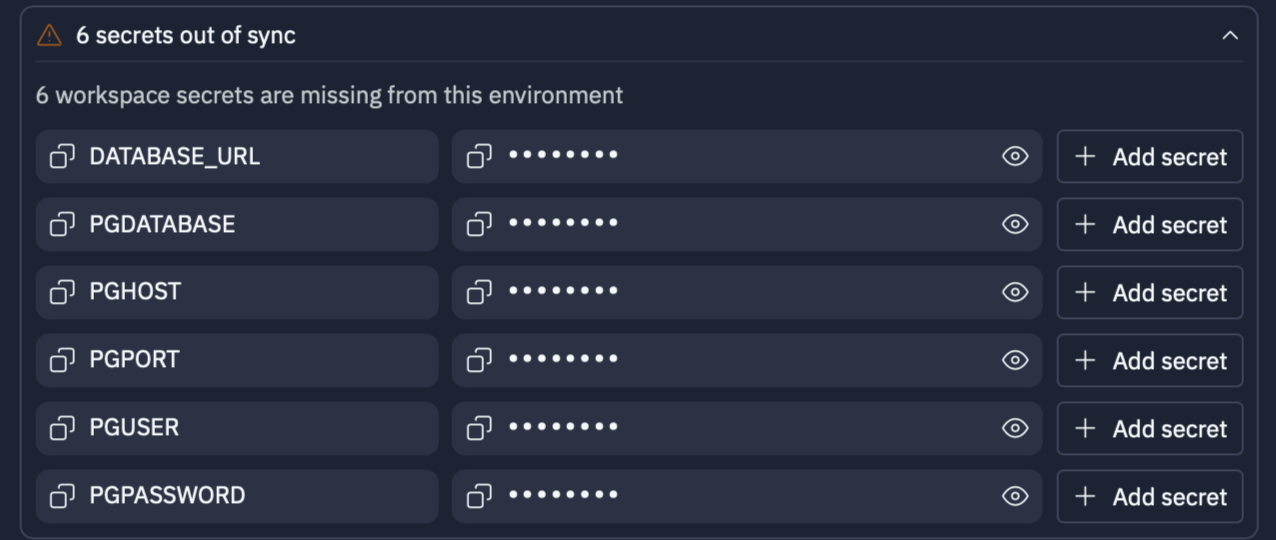 6 secrets out of sync
6 workspace secrets are missing from this environment
DATABASE_URL •••••••• Add secret
PGDATABASE •••••••• Add secret
PGHOST •••••••• Add secret
PGPORT •••••••• Add secret
PGUSER •••••••• Add secret
PGPASSWORD •••••••• Add secret